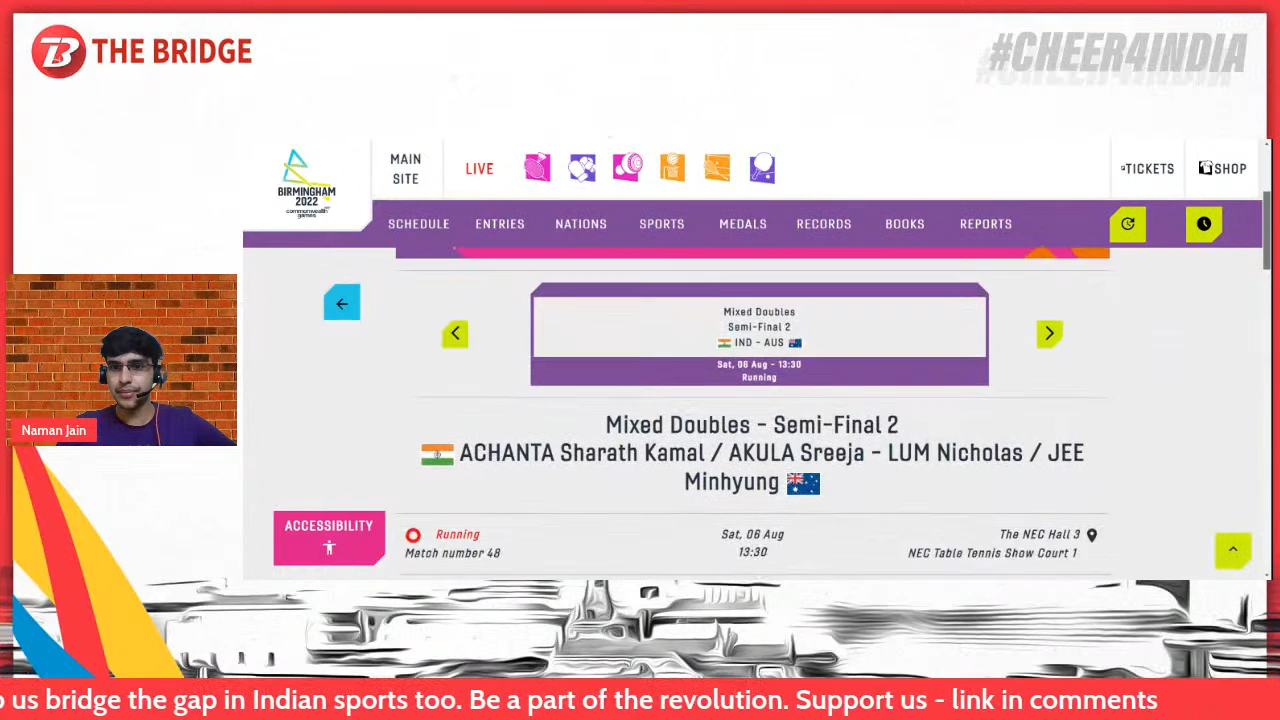 THE BRIDGE
#CHEER4INDIA
BIRMINGHAM
2022
commonwealth
games
MAIN
SITE
LIVE
TICKETS
SHOP
SCHEDULE ENTRIES NATIONS SPORTS MEDALS RECORDS BOOKS REPORTS
Mixed Doubles
Semi-Final 2
IND - AUS
Sat, 06 Aug - 13:30
Running
Mixed Doubles - Semi-Final 2
ACHANTA Sharath Kamal / AKULA Sreeja - LUM Nicholas / JEE
Minhyung
Naman Jain
ACCESSIBILITY
Running
Match number 48
Sat, 06 Aug
13:30
The NEC Hall 3
NEC Table Tennis Show Court 1
us bridge the gap in Indian sports too. Be a part of the revolution. Support us - link in comments